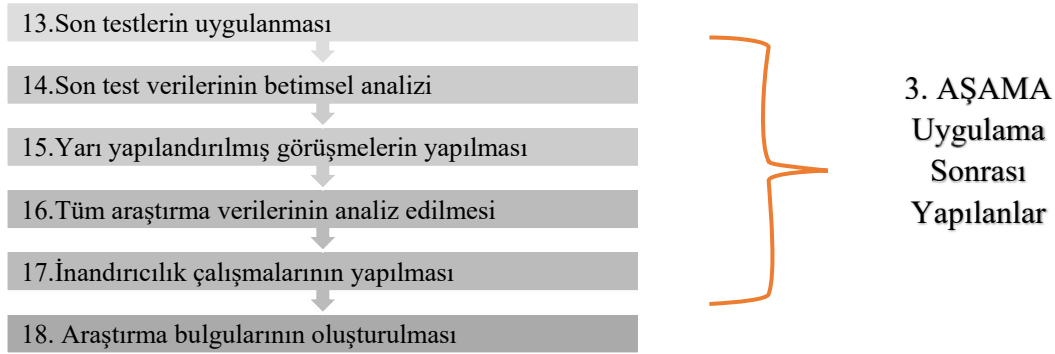 13.Son testlerin uygulanması
14.Son test verilerinin betimsel analizi
15.Yarı yapılandırılmış görüşmelerin yapılması
16.Tüm araştırma verilerinin analiz edilmesi
17.İnandırıcılık çalışmalarının yapılması
18. Araştırma bulgularının oluşturulması
3. AŞAMA
Uygulama
Sonrası
Yapılanlar